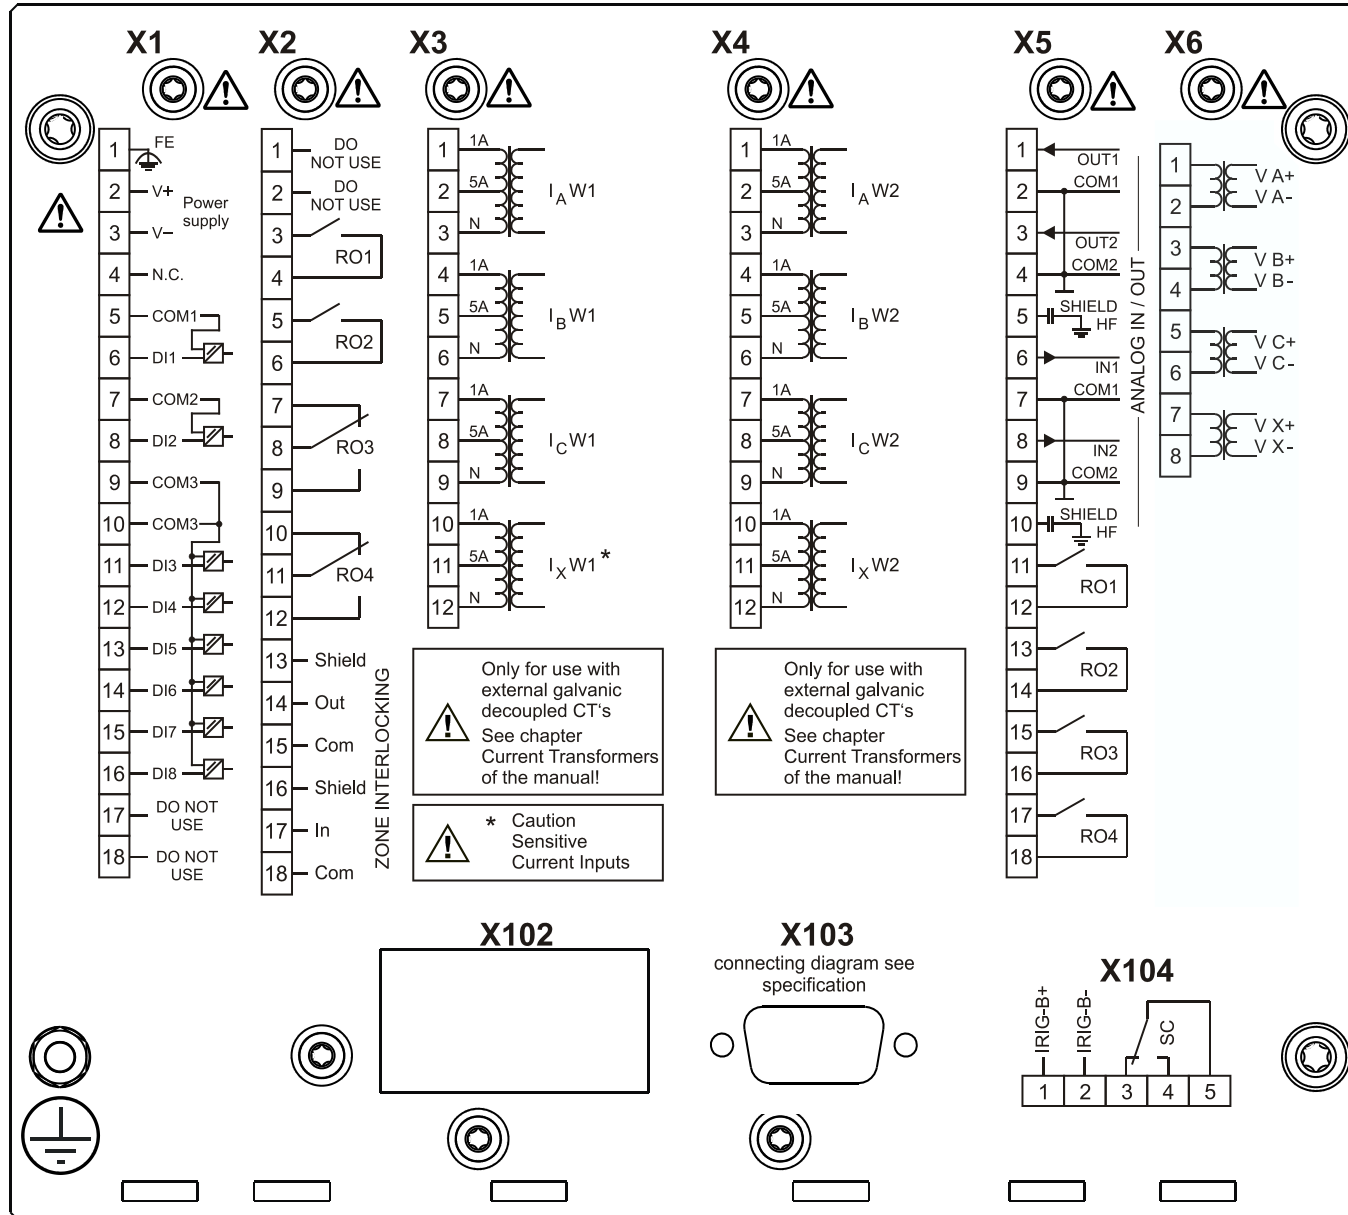 X1
X2
X3
X4
X5
X6
1 FE
2 V+
Power supply
3 V–
4 N.C.
5 COM1
6 DI1
7 COM2
8 DI2
9 COM3
10 COM3
11 DI3
12 DI4
13 DI5
14 DI6
15 DI7
16 DI8
17 DO NOT USE
18 DO NOT USE
1 DO NOT USE
2 DO NOT USE
3
RO1
4
5
RO2
6
7
8 RO3
9
10
11 RO4
12
13 Shield
14 Out
15 Com
16 Shield
17 In
18 Com
ZONE INTERLOCKING
1 1A
2 5A IA W1
3 N
4 1A
5 5A IB W1
6 N
7 1A
8 5A IC W1
9 N
10 1A
11 5A IX W1 *
12 N
Only for use with
external galvanic
decoupled CT's
See chapter
Current Transformers
of the manual!
* Caution
Sensitive
Current Inputs
1 1A
2 5A IA W2
3 N
4 1A
5 5A IB W2
6 N
7 1A
8 5A IC W2
9 N
10 1A
11 5A IX W2
12 N
Only for use with
external galvanic
decoupled CT's
See chapter
Current Transformers
of the manual!
1 OUT1
2 COM1
3 OUT2
4 COM2
5 SHIELD HF
6 IN1
7 COM1
8 IN2
9 COM2
10 SHIELD HF
ANALOG IN / OUT
11
RO1
12
13
RO2
14
15
RO3
16
17
RO4
18
1 V A+
2 V A-
3 V B+
4 V B-
5 V C+
6 V C-
7 V X+
8 V X-
X102
X103
connecting diagram see
specification
X104
IRIG-B+
IRIG-B-
SC
1 2 3 4 5